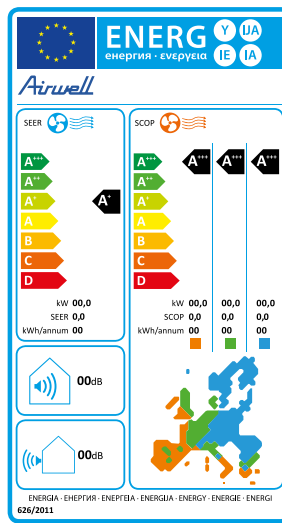 ENERG Y IJA
енергия · ενεργεια IE IA
Airwell
SEER
SCOP
A+++
A++
A+
A
B
C
D
A+
kW 00,0
SEER 0,0
kWh/annum 00
A+++
A++
A+
A
B
C
D
A+++ A+++ A+++
kW 00,0 00,0 00,0
SCOP 0,0 0,0 0,0
kWh/annum 00 00 00
00dB
00dB
ENERGIA · ЕНЕРГИЯ · ΕΝΕΡΓΕΙΑ · ENERGIJA · ENERGY · ENERGIE · ENERGI
626/2011